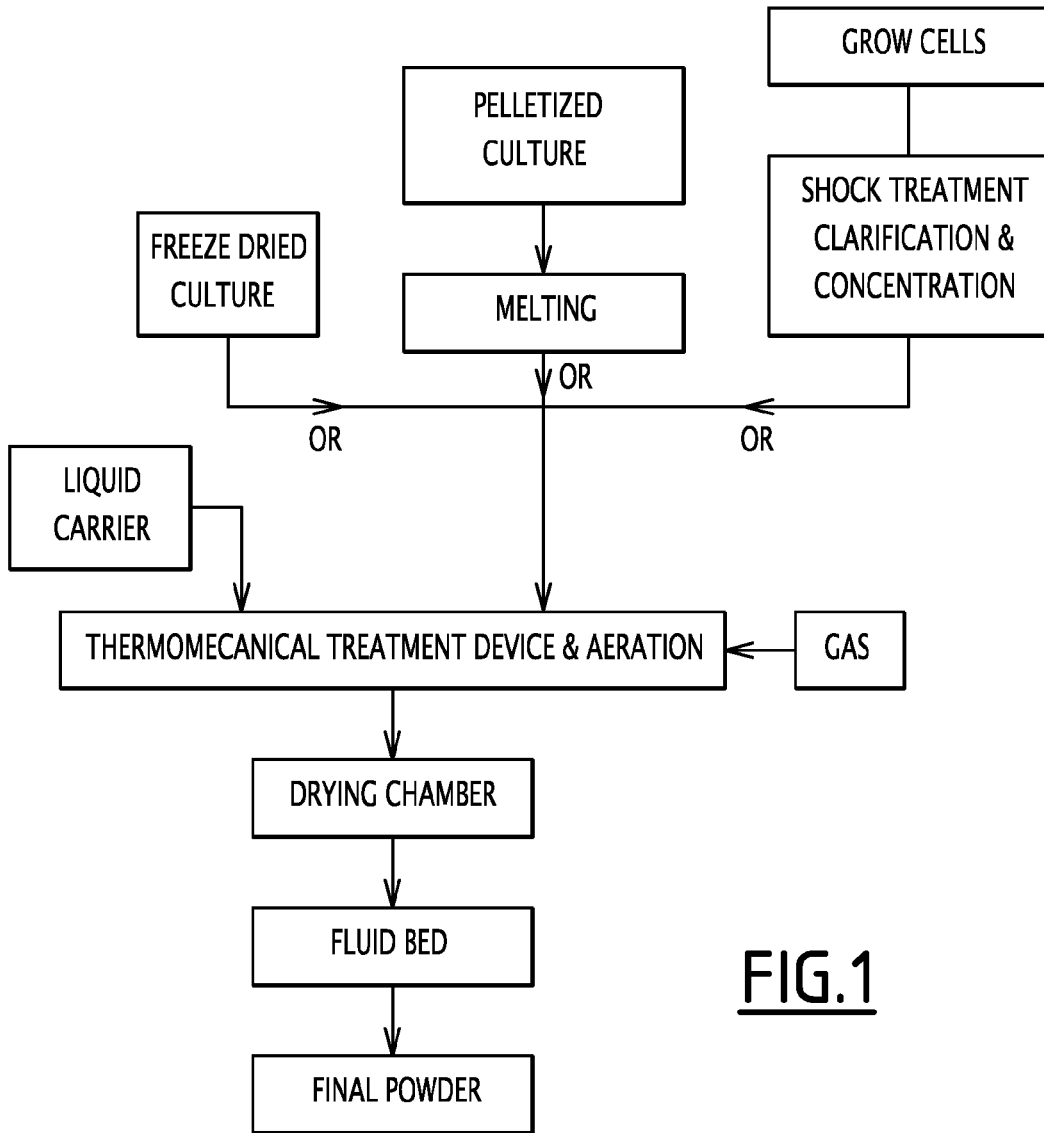 GROW CELLS
PELLETIZED
CULTURE
SHOCK TREATMENT
CLARIFICATION &
CONCENTRATION
FREEZE DRIED
CULTURE
MELTING
OR
OR
OR
LIQUID
CARRIER
THERMOMECANICAL TREATMENT DEVICE & AERATION
GAS
DRYING CHAMBER
FLUID BED
FINAL POWDER
FIG.1